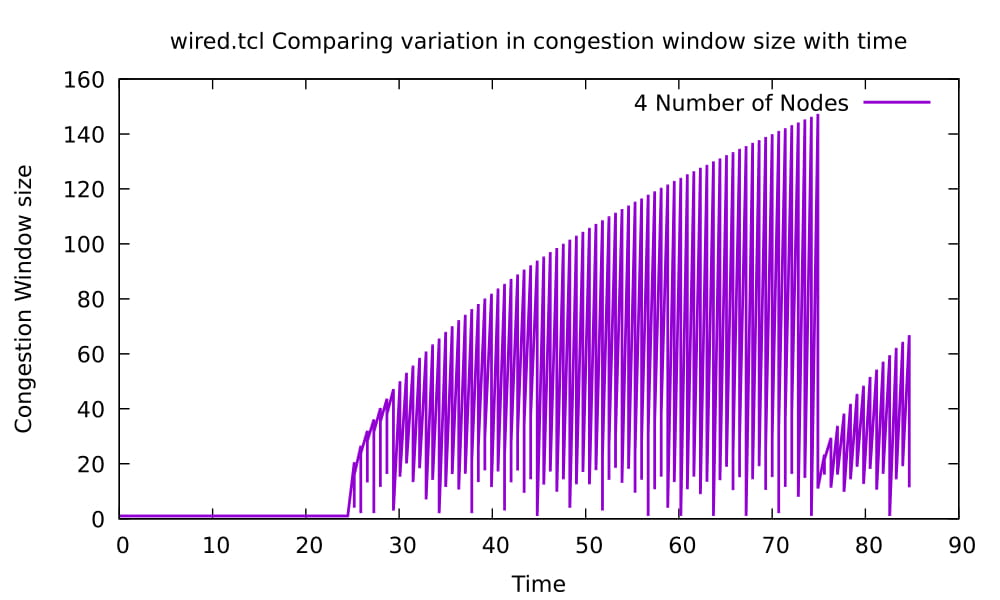 wired.tcl Comparing variation in congestion window size with time
160
4 Number of Nodes
140
120
100
80
60
40
20
0
Congestion Window size
0 10 20 30 40 50 60 70 80 90
Time